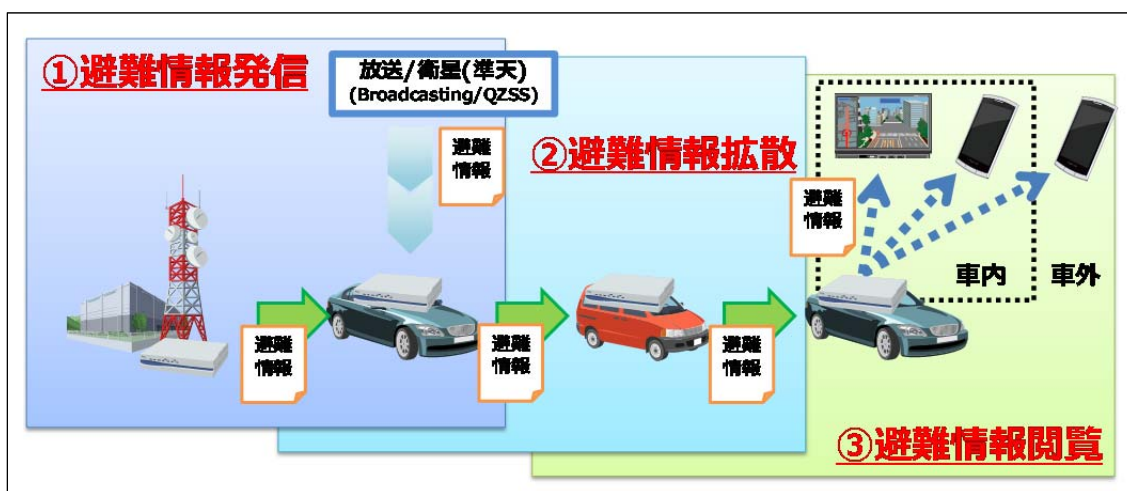 ①避難情報発信
放送/衛星(準天)
(Broadcasting/QZSS)
避難
情報
②避難情報拡散
避難
情報
車内
車外
避難
情報
避難
情報
避難
情報
③避難情報閲覧